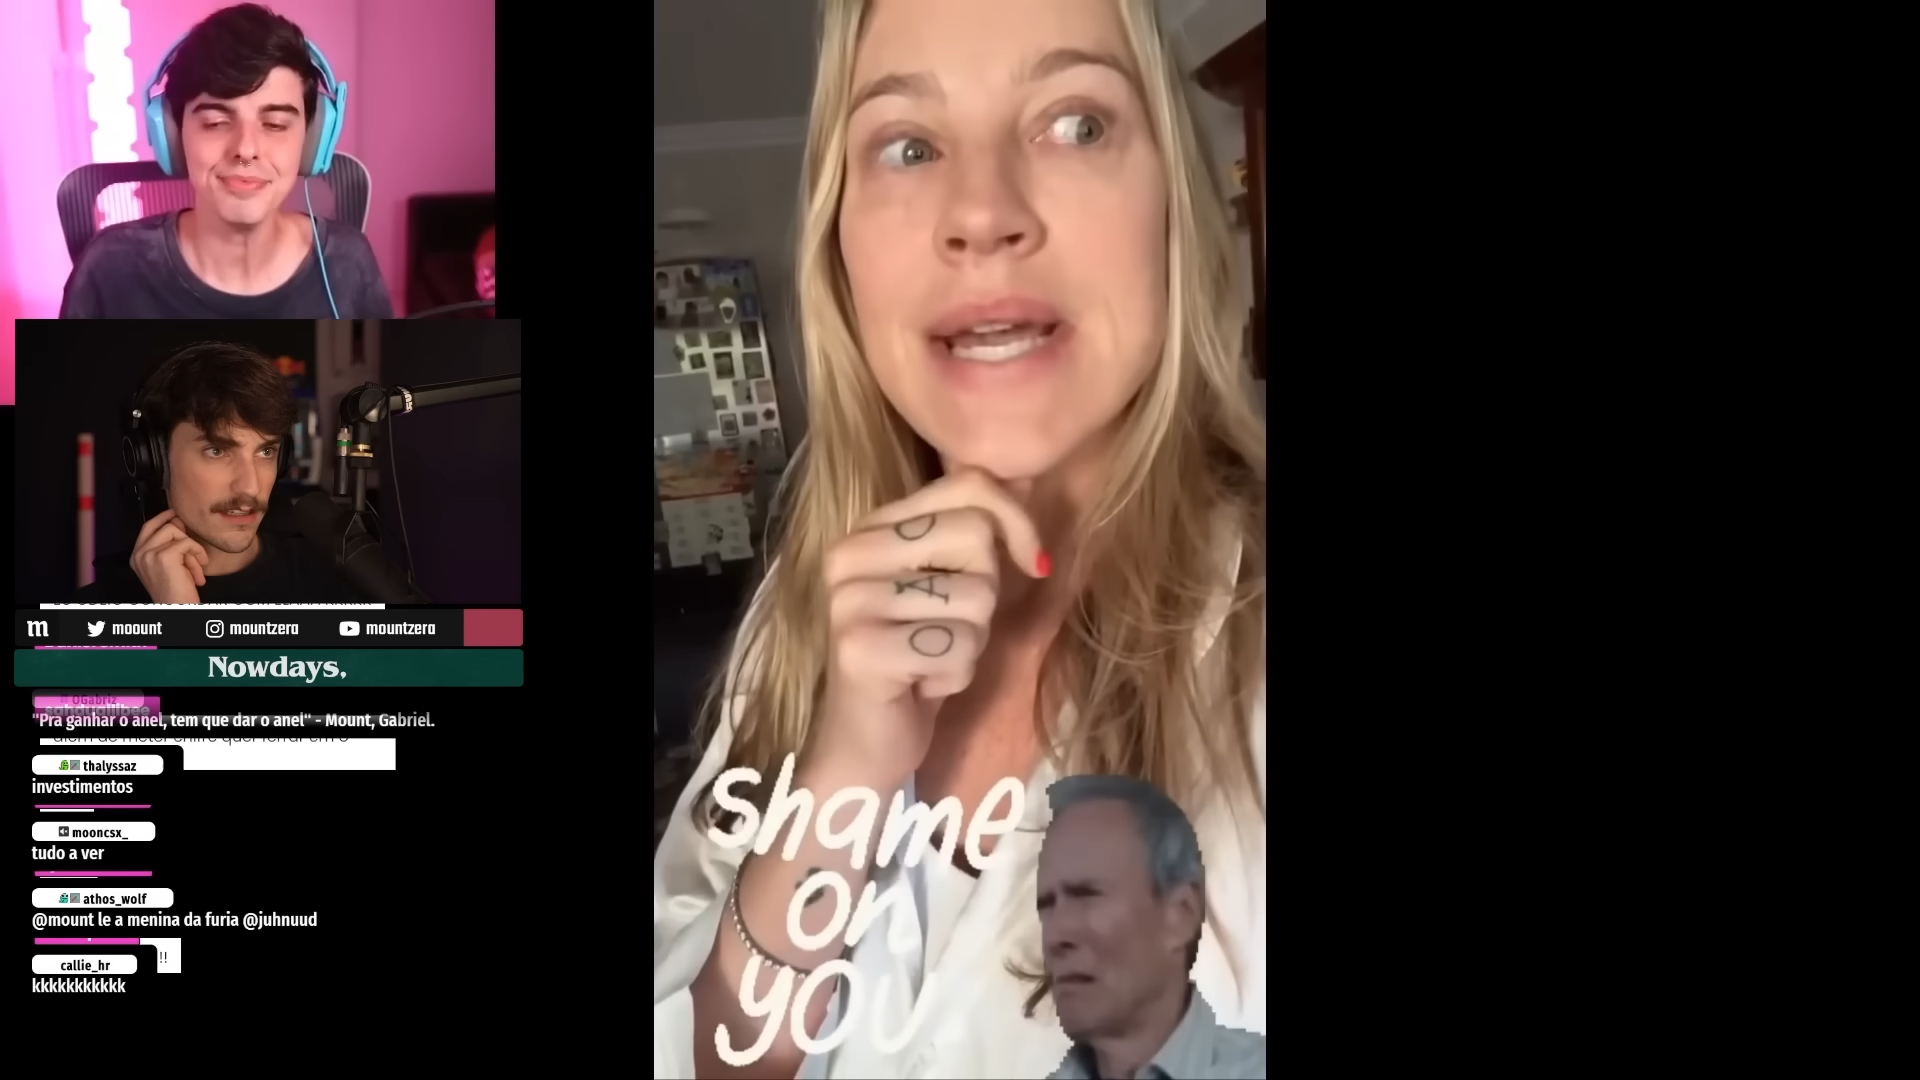 m moount mountzera mountzera
Nowdays,
OGabriz
"Pra ganhar o anel, tem que dar o anel" - Mount, Gabriel.
thalyssaz
investimentos
mooncsx_
tudo a ver
athos_wolf
@mount le a menina da furia @juhnuud
callie_hr
!!
kkkkkkkkkkk
O
A
O
shame
on
you